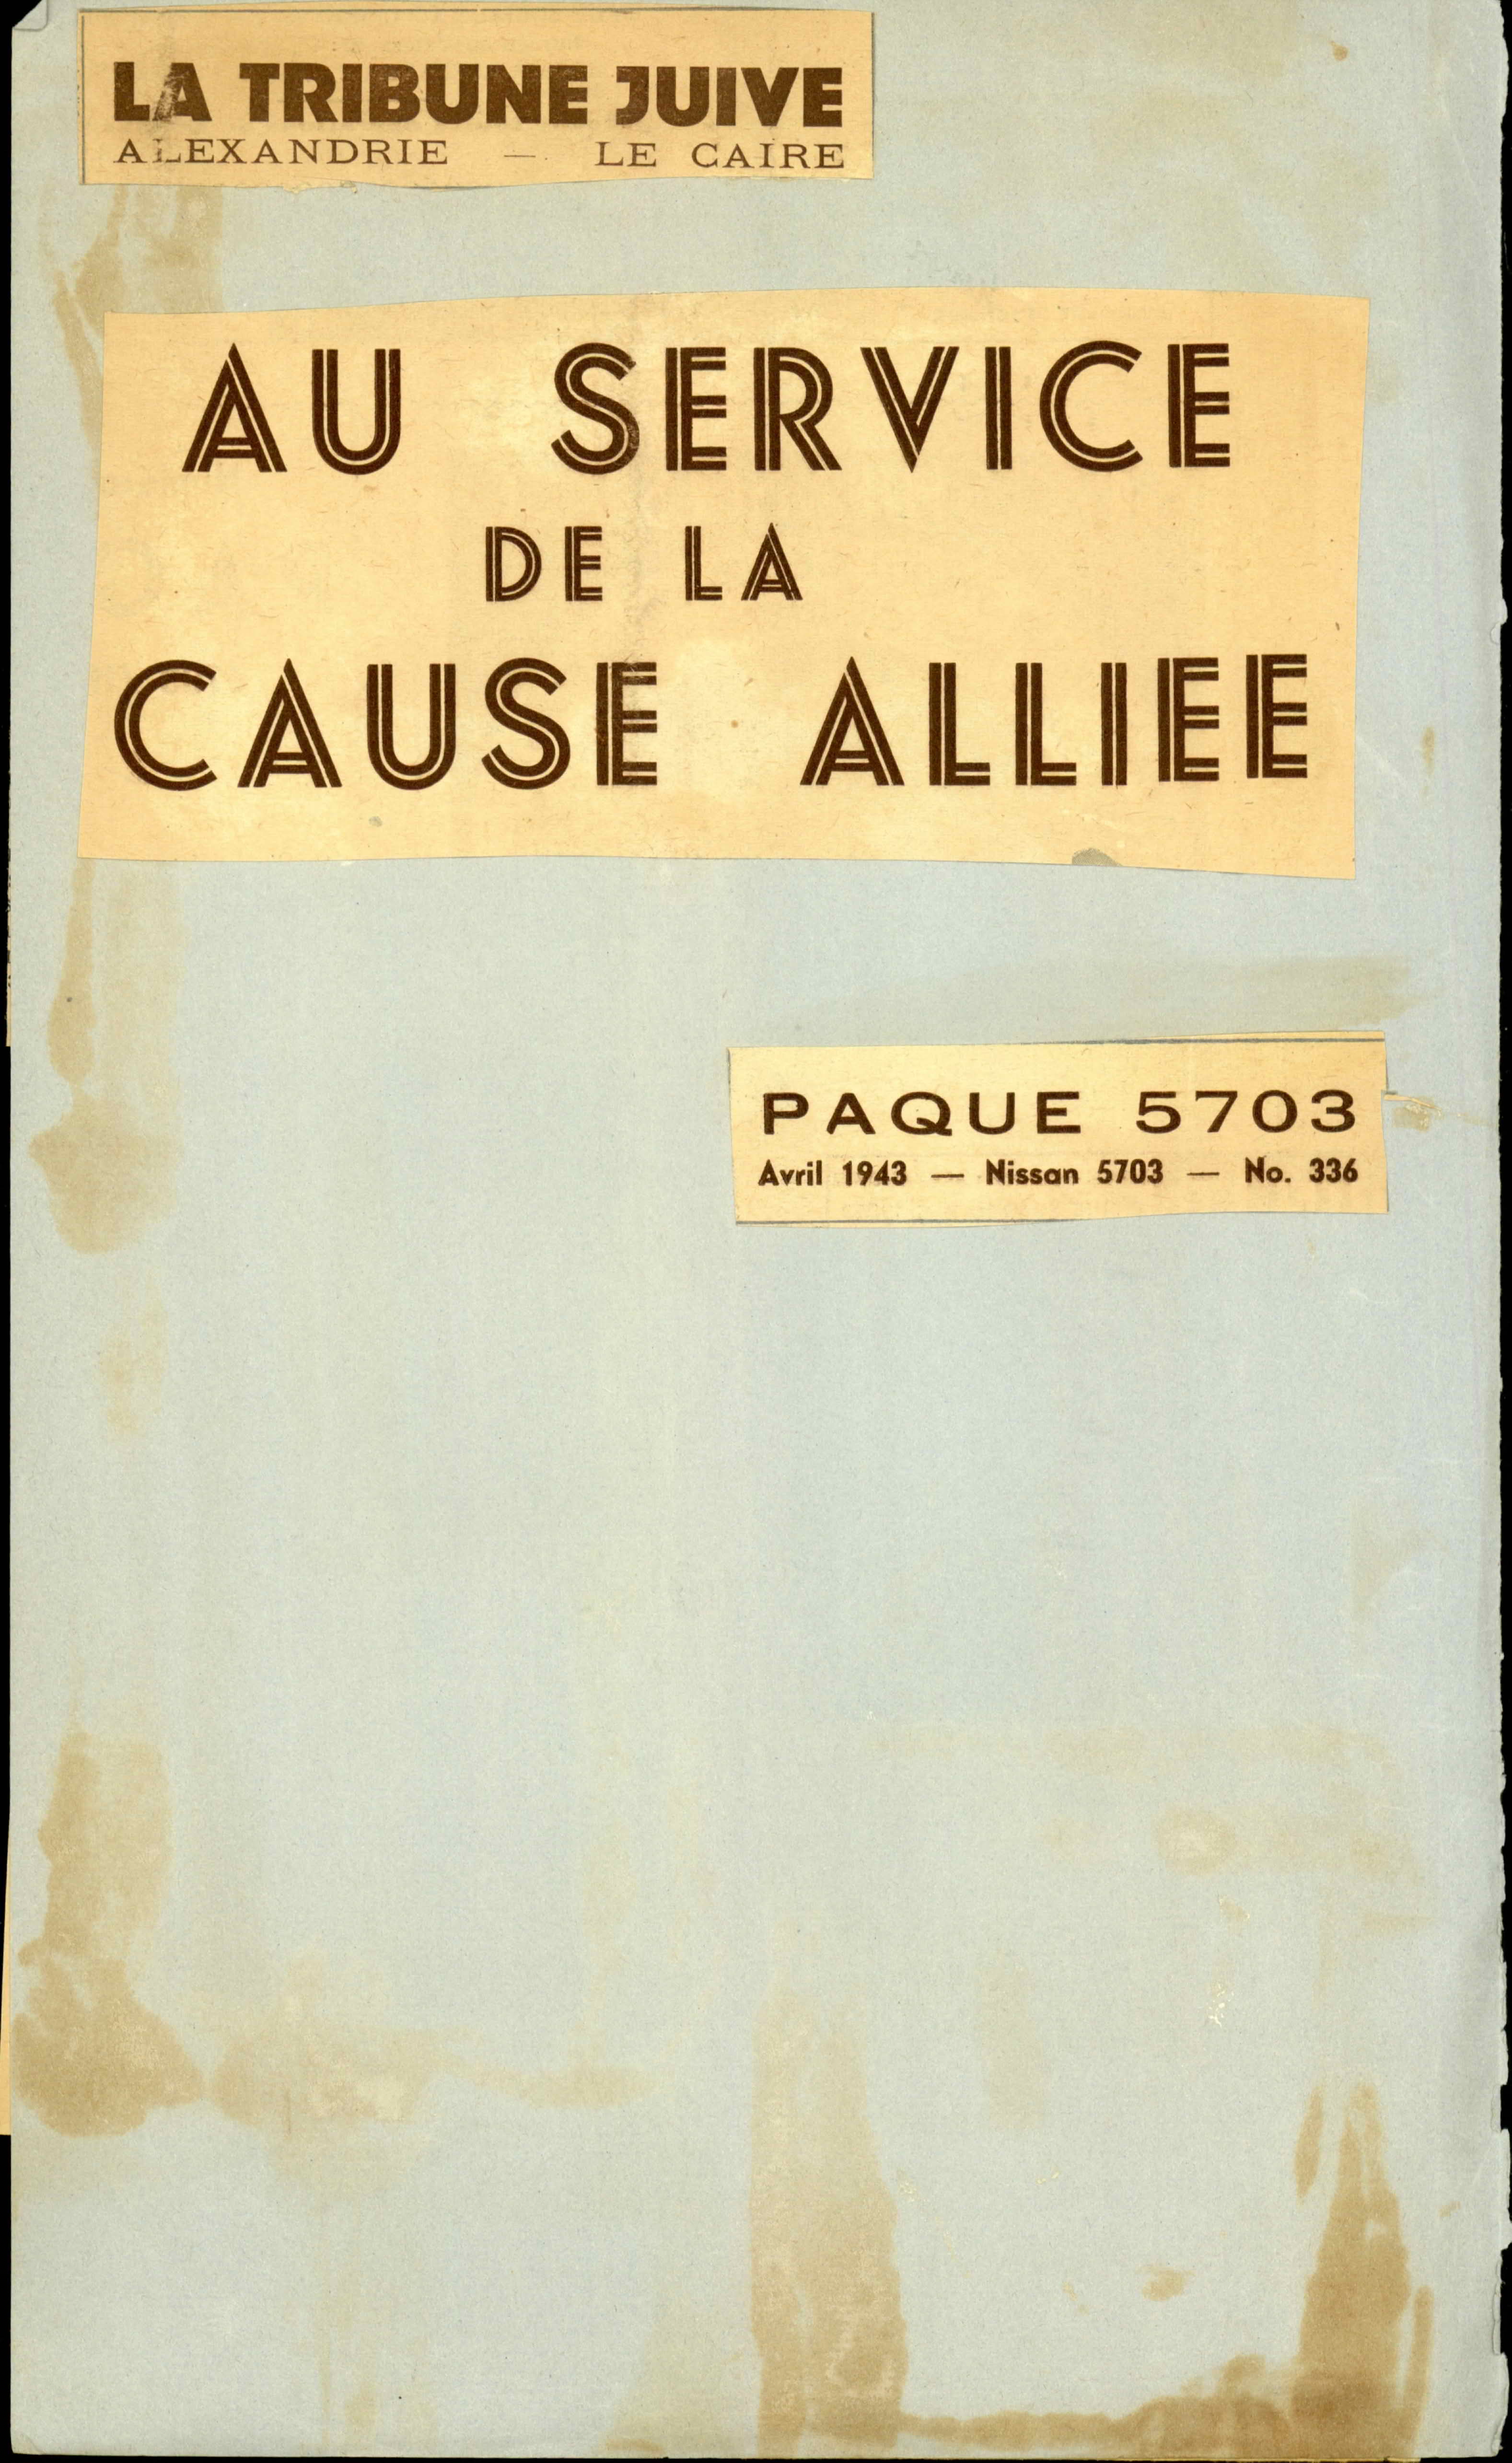 LA TRIBUNE JUIVE
ALEXANDRIE — LE CAIRE
AU SERVICE
DE LA
CAUSE ALLIEE
PAQUE 5703
Avril 1943 — Nissan 5703 — No. 336